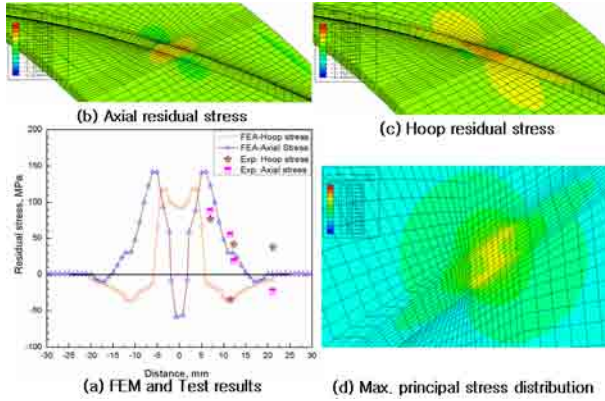 (b) Axial residual stress
(c) Hoop residual stress
200
150
100
50
0
-50
-100
Residual stress, MPa
FEA-Hoop stress
FEA-Axial Stress
Exp. Hoop stress
Exp. Axial stress
-30 -25 -20 -15 -10 -5 0 5 10 15 20 25 30
Distance, mm
(a) FEM and Test results
(d) Max. principal stress distribution